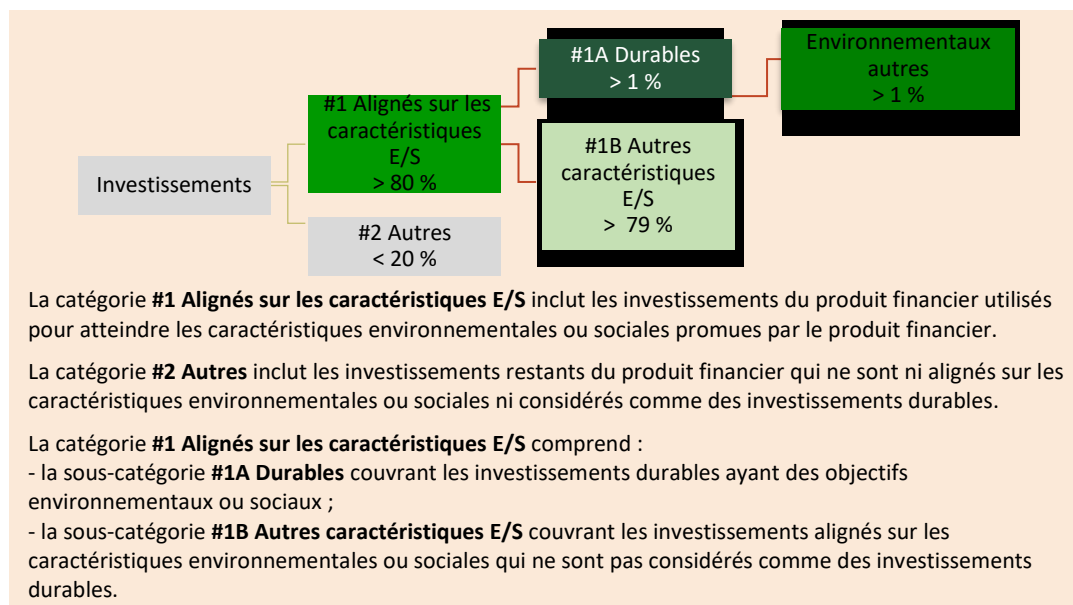 Investissements
#1 Alignés sur les
caractéristiques
E/S
> 80 %
#2 Autres
< 20 %
#1A Durables
> 1 %
#1B Autres
caractéristiques
E/S
> 79 %
Environnementaux
autres
> 1 %
La catégorie #1 Alignés sur les caractéristiques E/S inclut les investissements du produit financier utilisés
pour atteindre les caractéristiques environnementales ou sociales promues par le produit financier.
La catégorie #2 Autres inclut les investissements restants du produit financier qui ne sont ni alignés sur les
caractéristiques environnementales ou sociales ni considérés comme des investissements durables.
La catégorie #1 Alignés sur les caractéristiques E/S comprend :
- la sous-catégorie #1A Durables couvrant les investissements durables ayant des objectifs
environnementaux ou sociaux ;
- la sous-catégorie #1B Autres caractéristiques E/S couvrant les investissements alignés sur les
caractéristiques environnementales ou sociales qui ne sont pas considérés comme des investissements
durables.